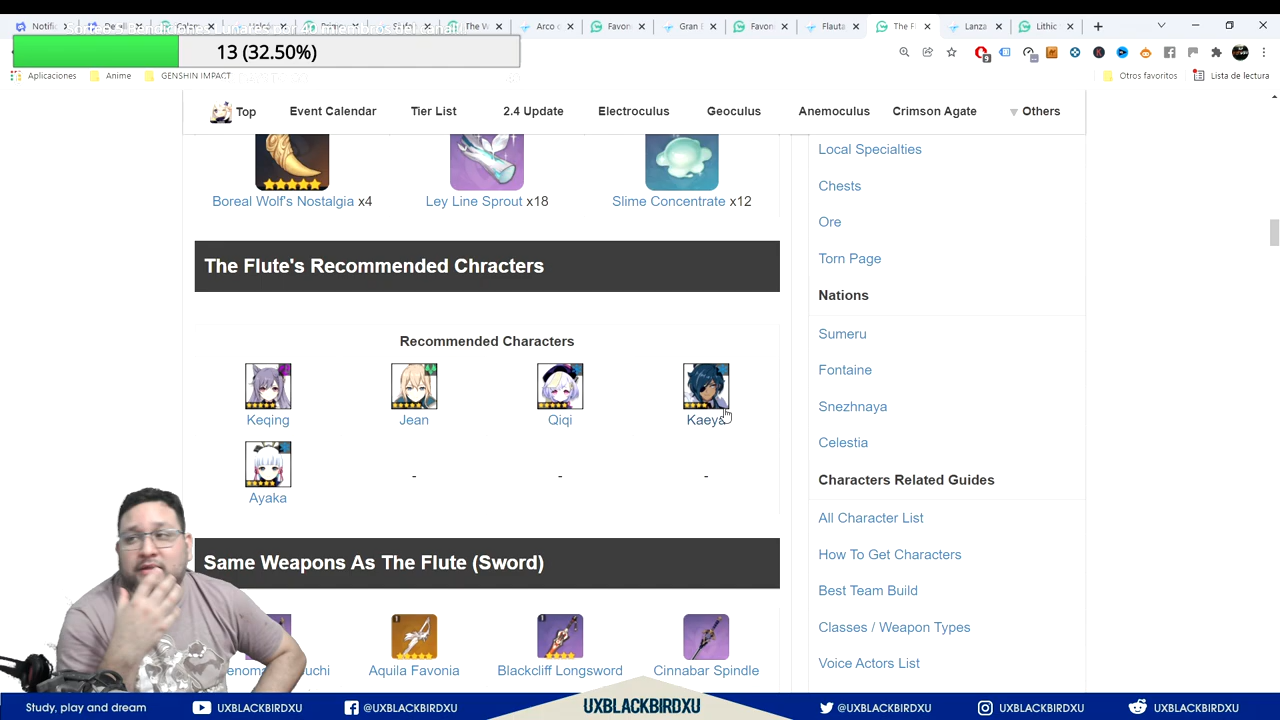 13 (32.50%)
Aplicaciones Anime GENSHIN IMPACT Otros favoritos Lista de lectura
Top Event Calendar Tier List 2.4 Update Electroculus Geoculus Anemoculus Crimson Agate Others
Boreal Wolf's Nostalgia x4 Ley Line Sprout x18 Slime Concentrate x12
The Flute's Recommended Chracters
Recommended Characters
Keqing Jean Qiqi Kaeya
Ayaka - - -
Same Weapons As The Flute (Sword)
Aquila Favonia Blackcliff Longsword Cinnabar Spindle
Local Specialties
Chests
Ore
Torn Page
Nations
Sumeru
Fontaine
Snezhnaya
Celestia
Characters Related Guides
All Character List
How To Get Characters
Best Team Build
Classes / Weapon Types
Voice Actors List
Study, play and dream UXBLACKBIRDXU @UXBLACKBIRDXU UXBLACKBIRDXU @UXBLACKBIRDXU UXBLACKBIRDXU UXBLACKBIRDXU